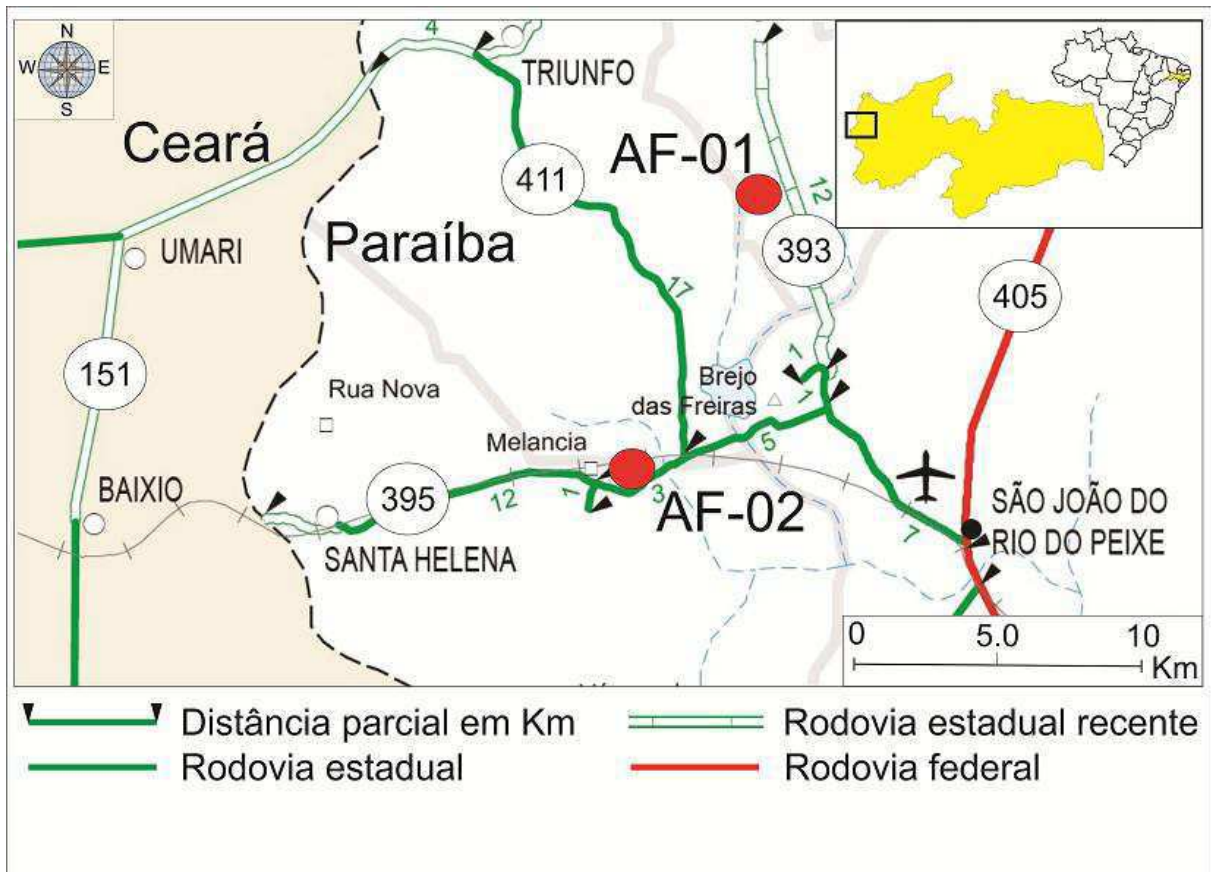 N
W
E
S
4
TRIUNFO
Ceará
AF-01
411
12
Paraíba
UMARI
393
405
17
151
1
Rua Nova
Brejo
das Freiras
1
5
Melancia
BAIXIO
395
12
1
3
AF-02
SANTA HELENA
7
SÃO JOÃO DO
RIO DO PEIXE
0 5.0 10
Km
Distância parcial em Km
Rodovia estadual recente
Rodovia estadual
Rodovia federal